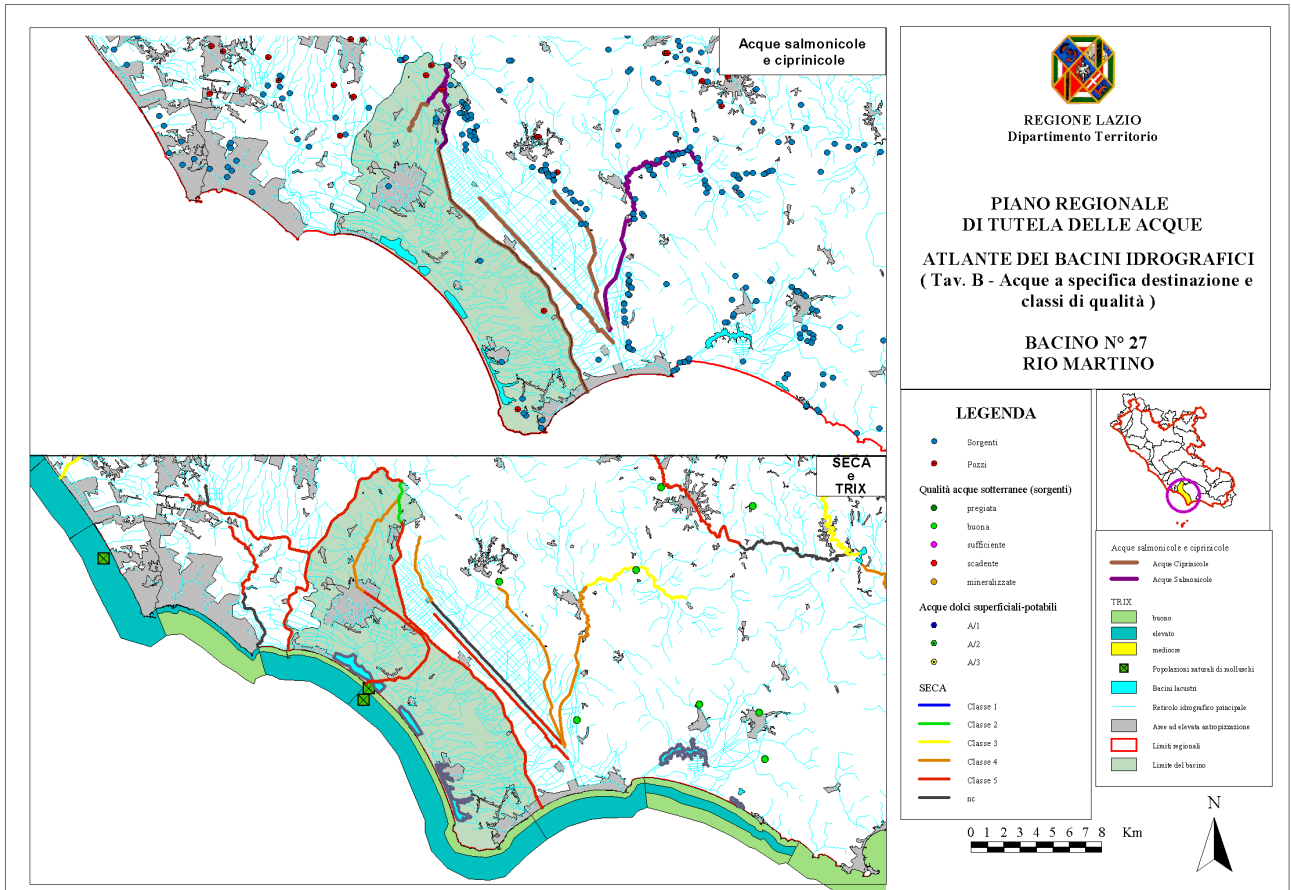 Acque salmonicole
e ciprinicole
SECA
e
TRIX
REGIONE LAZIO
Dipartimento Territorio
PIANO REGIONALE
DI TUTELA DELLE ACQUE
ATLANTE DEI BACINI IDROGRAFICI
( Tav. B - Acque a specifica destinazione e
classi di qualità )
BACINO N° 27
RIO MARTINO
LEGENDA
Sorgenti
Pozzi
Qualità acque sotterranee (sorgenti)
pregiata
buona
sufficiente
scadente
mineralizzate
Acque dolci superficiali-potabili
A/1
A/2
A/3
SECA
Classe 1
Classe 2
Classe 3
Classe 4
Classe 5
nc
Acque salmonicole e ciprinicole
Acque Ciprinicole
Acque Salmonicole
TRIX
buono
elevato
mediocre
Popolazioni naturali di molluschi
Bacini lacustri
Reticolo idrografico principale
Aree ad elevata antropizzazione
Limiti regionali
Limite del bacino
0 1 2 3 4 5 6 7 8 Km
N